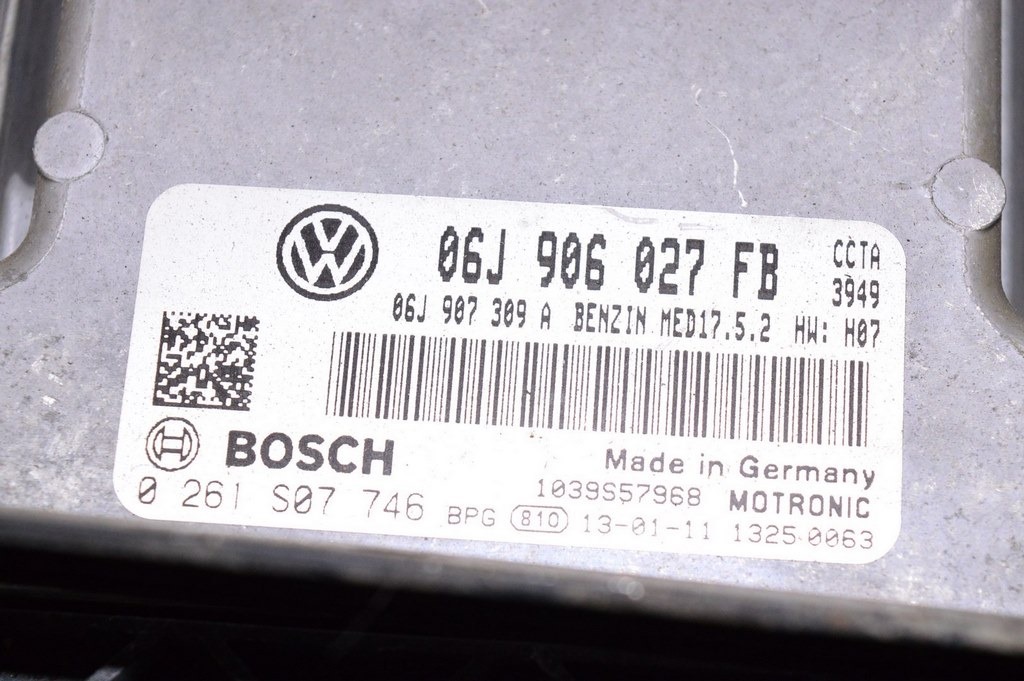 06J 906 027 FB CCTA
3949
06J 907 309 A BENZIN MED17.5.2 HW: H07
BOSCH
Made in Germany
1039S57968 MOTRONIC
0 261 S07 746 BPG 810 13-01-11 1325 0063